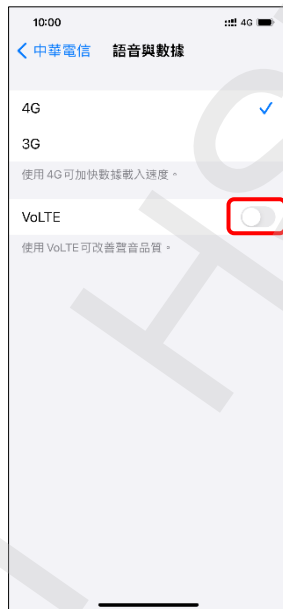 10:00 4G
中華電信 語音與數據
4G
3G
使用 4G 可加快數據載入速度。
VoLTE
使用 VoLTE 可改善聲音品質。